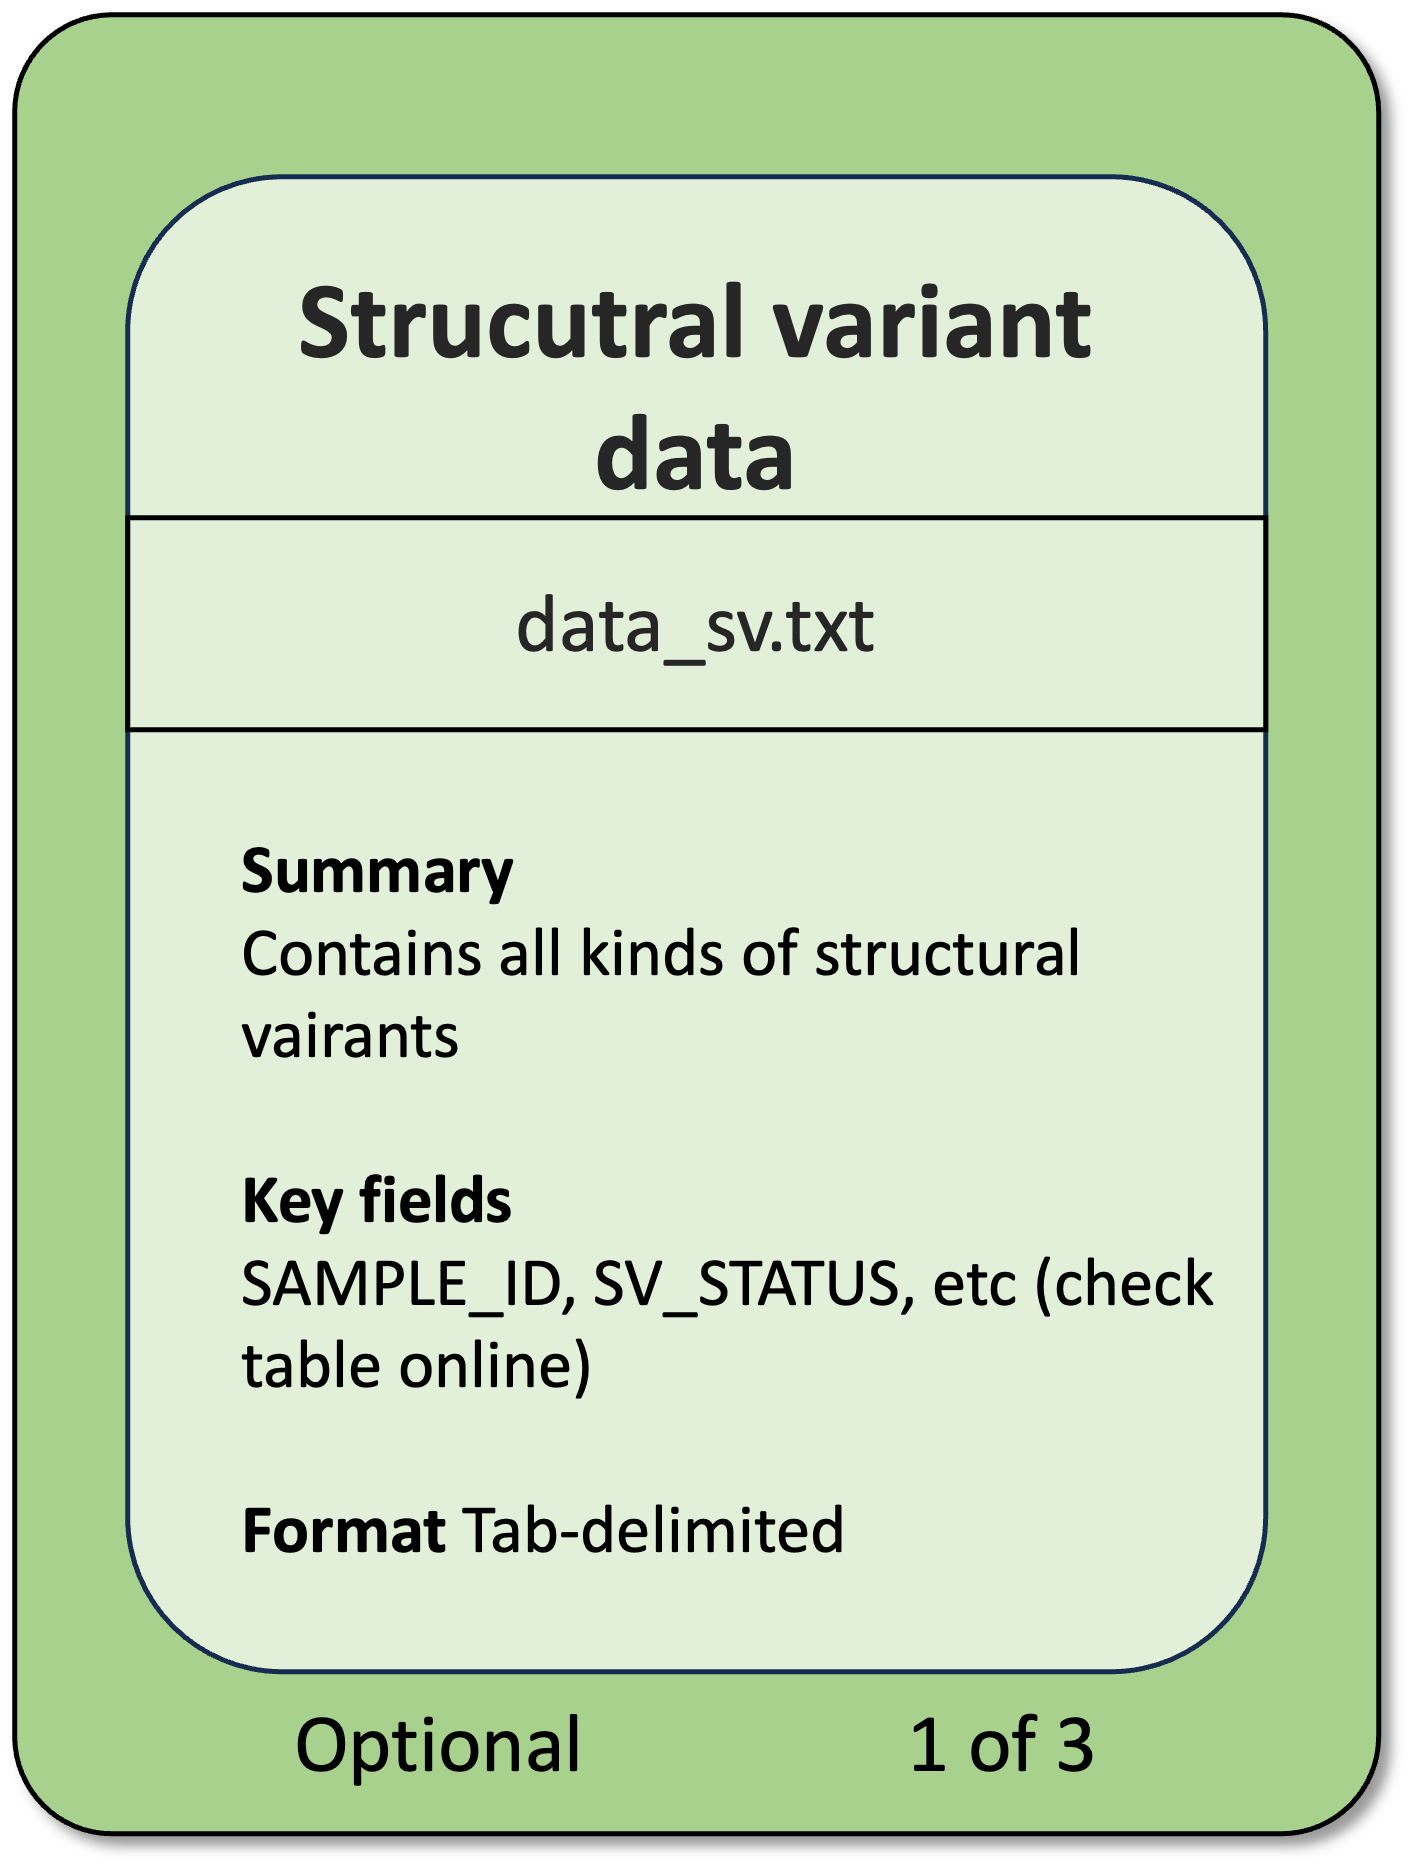 Strucutral variant
data
data_sv.txt
Summary
Contains all kinds of structural
vairants
Key fields
SAMPLE_ID, SV_STATUS, etc (check
table online)
Format Tab-delimited
Optional 1 of 3